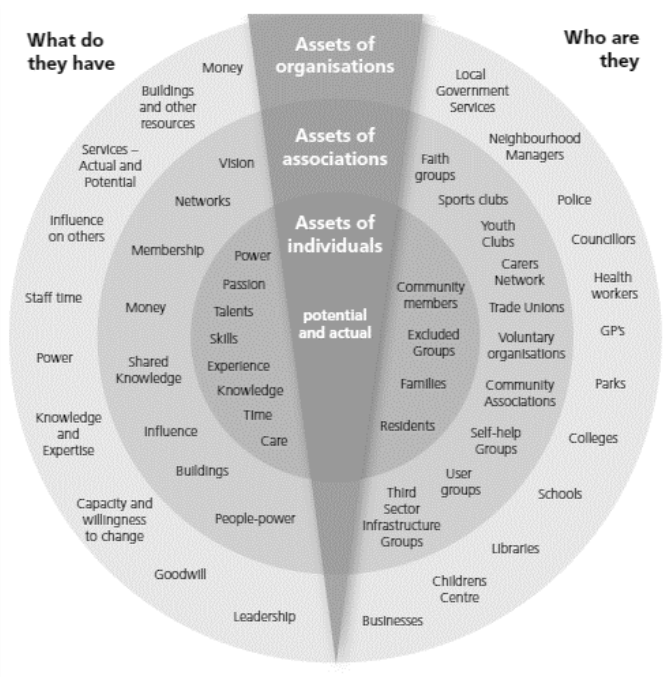 What do
they have
Who are
they
Assets of
organisations
Assets of
associations
Assets of
individuals
potential
and actual
Money
Buildings
and other
resources
Services –
Actual and
Potential
Influence
on others
Staff time
Power
Knowledge
and
Expertise
Capacity and
willingness
to change
Goodwill
Leadership
Vision
Networks
Membership
Money
Shared
Knowledge
Influence
Buildings
People-power
Power
Passion
Talents
Skills
Experience
Knowledge
Time
Care
Community
members
Excluded
Groups
Families
Residents
Faith
groups
Sports clubs
Youth
Clubs
Carers
Network
Trade Unions
Voluntary
organisations
Community
Associations
Self-help
Groups
User
groups
Third
Sector
Infrastructure
Groups
Local
Government
Services
Neighbourhood
Managers
Police
Councillors
Health
workers
GP's
Parks
Colleges
Schools
Libraries
Childrens
Centre
Businesses